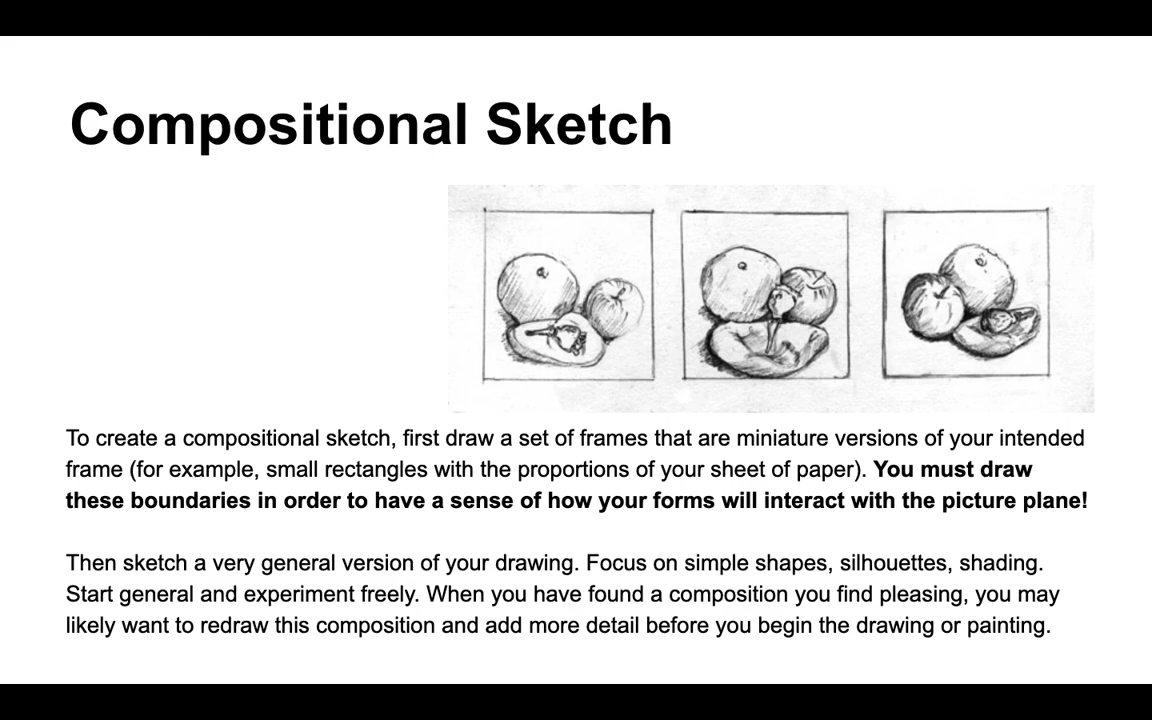 Compositional Sketch
To create a compositional sketch, first draw a set of frames that are miniature versions of your intended
frame (for example, small rectangles with the proportions of your sheet of paper). You must draw
these boundaries in order to have a sense of how your forms will interact with the picture plane!
Then sketch a very general version of your drawing. Focus on simple shapes, silhouettes, shading.
Start general and experiment freely. When you have found a composition you find pleasing, you may
likely want to redraw this composition and add more detail before you begin the drawing or painting.